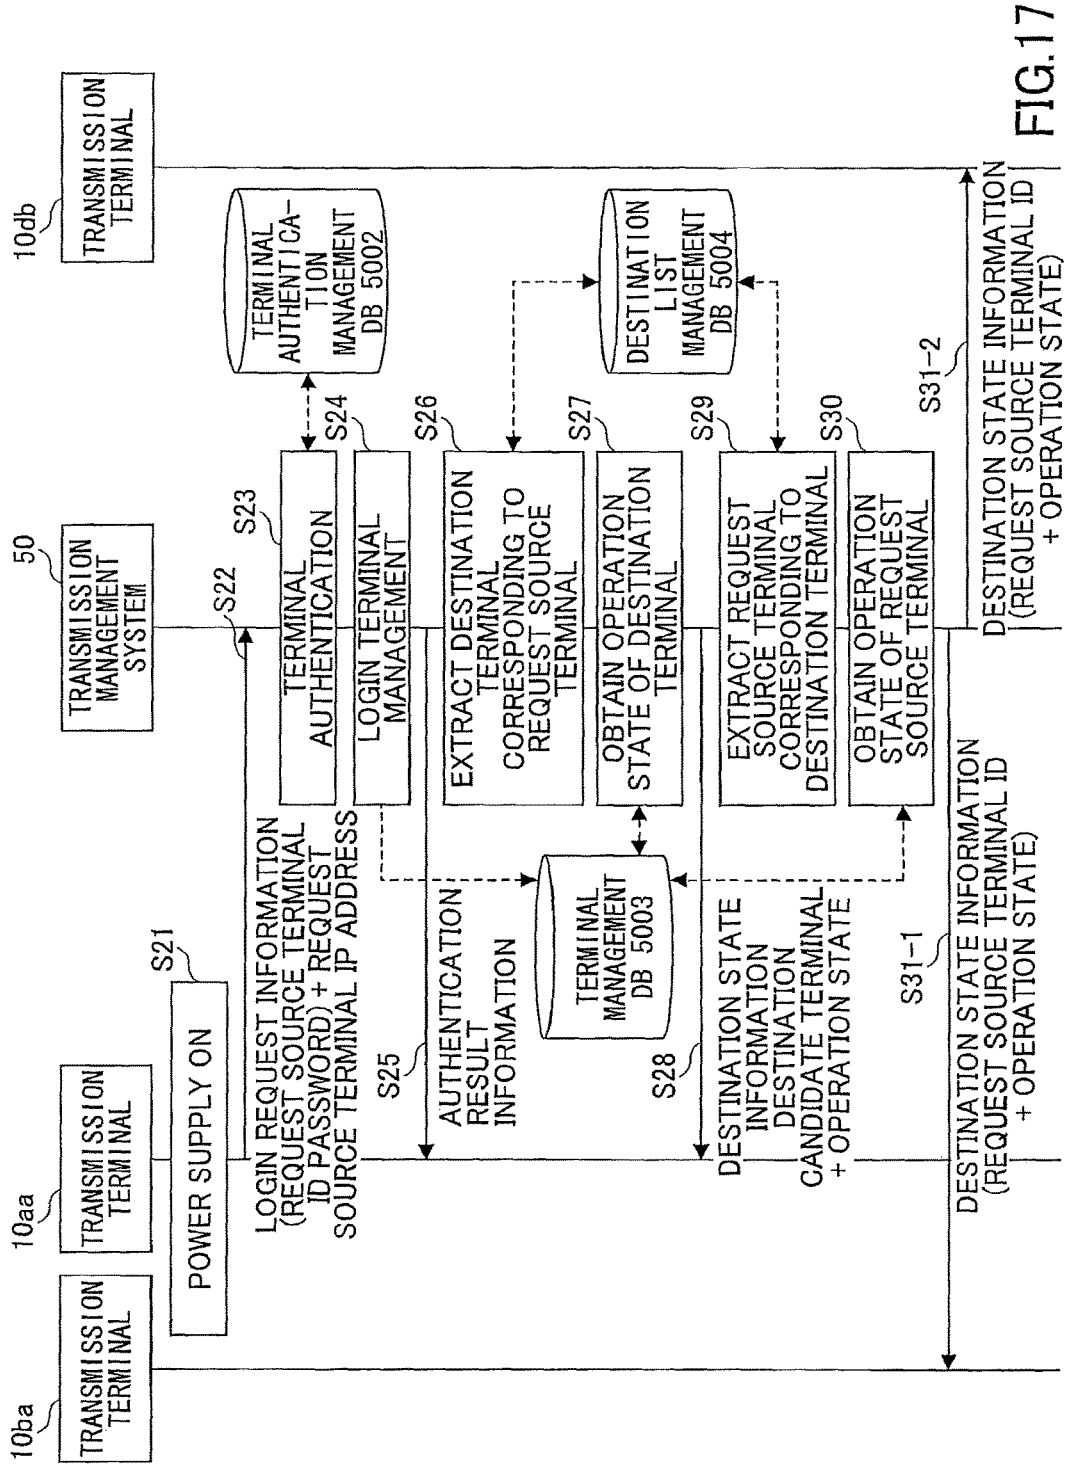 FIG.17
10ba
TRANSMISSION
TERMINAL
10aa
TRANSMISSION
TERMINAL
50
TRANSMISSION
MANAGEMENT
SYSTEM
10db
TRANSMISSION
TERMINAL
S21
POWER SUPPLY ON
S22
LOGIN REQUEST INFORMATION
(REQUEST SOURCE TERMINAL
ID PASSWORD) + REQUEST
SOURCE TERMINAL IP ADDRESS
S23
TERMINAL
AUTHENTICATION
TERMINAL
AUTHENTICA-
TION
MANAGEMENT
DB 5002
S24
LOGIN TERMINAL
MANAGEMENT
S25
AUTHENTICATION
RESULT
INFORMATION
S26
EXTRACT DESTINATION
TERMINAL
CORRESPONDING TO
REQUEST SOURCE
TERMINAL
TERMINAL
MANAGEMENT
DB 5003
S27
OBTAIN OPERATION
STATE OF DESTINATION
TERMINAL
DESTINATION
LIST
MANAGEMENT
DB 5004
S28
DESTINATION STATE
INFORMATION
DESTINATION
CANDIDATE TERMINAL
+ OPERATION STATE
S29
EXTRACT REQUEST
SOURCE TERMINAL
CORRESPONDING TO
DESTINATION TERMINAL
S30
OBTAIN OPERATION
STATE OF REQUEST
SOURCE TERMINAL
S31-1
DESTINATION STATE INFORMATION
(REQUEST SOURCE TERMINAL ID
+ OPERATION STATE)
S31-2
DESTINATION STATE INFORMATION
(REQUEST SOURCE TERMINAL ID
+ OPERATION STATE)